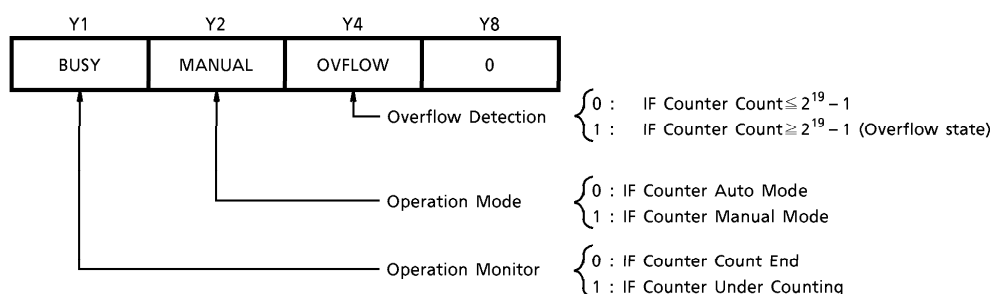 Y1 Y2 Y4 Y8
BUSY MANUAL OVFLOW 0
Overflow Detection
0 : IF Counter Count≦2¹⁹ – 1
1 : IF Counter Count≧2¹⁹ – 1 (Overflow state)
Operation Mode
0 : IF Counter Auto Mode
1 : IF Counter Manual Mode
Operation Monitor
0 : IF Counter Count End
1 : IF Counter Under Counting